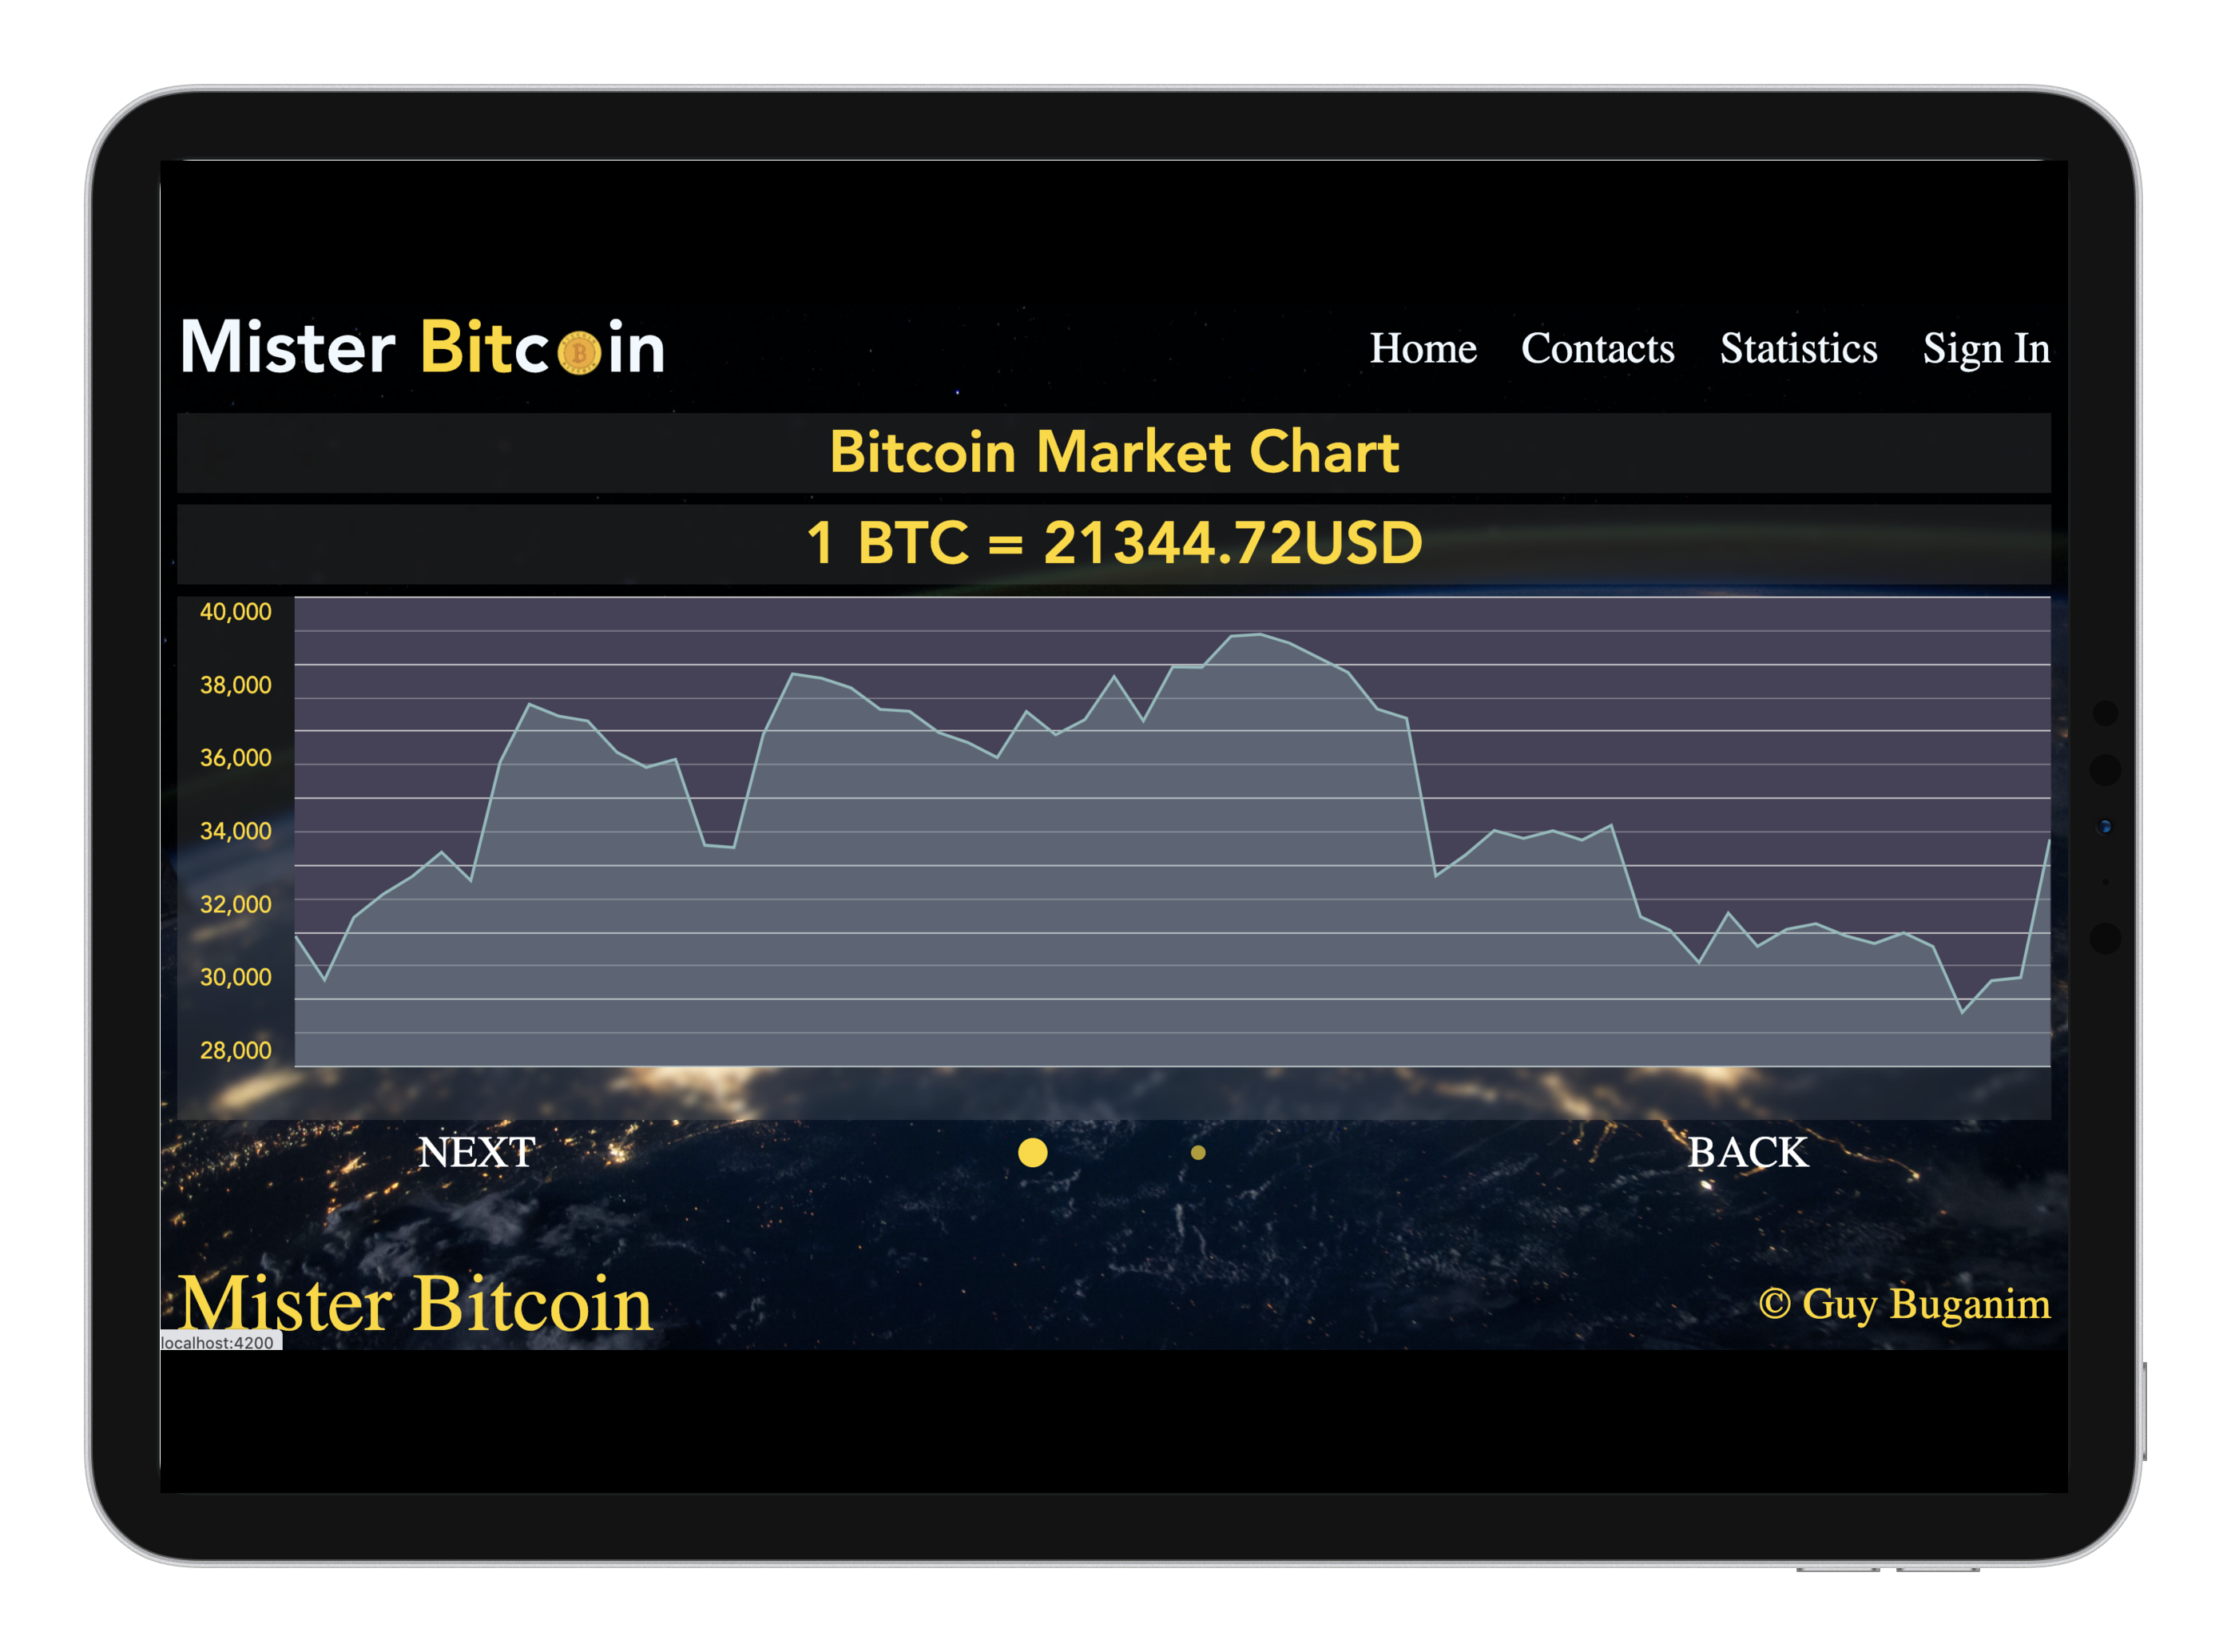 Mister Bitcoin
Home Contacts Statistics Sign In
Bitcoin Market Chart
1 BTC = 21344.72USD
40,000
38,000
36,000
34,000
32,000
30,000
28,000
NEXT BACK
Mister Bitcoin
© Guy Buganim
localhost:4200